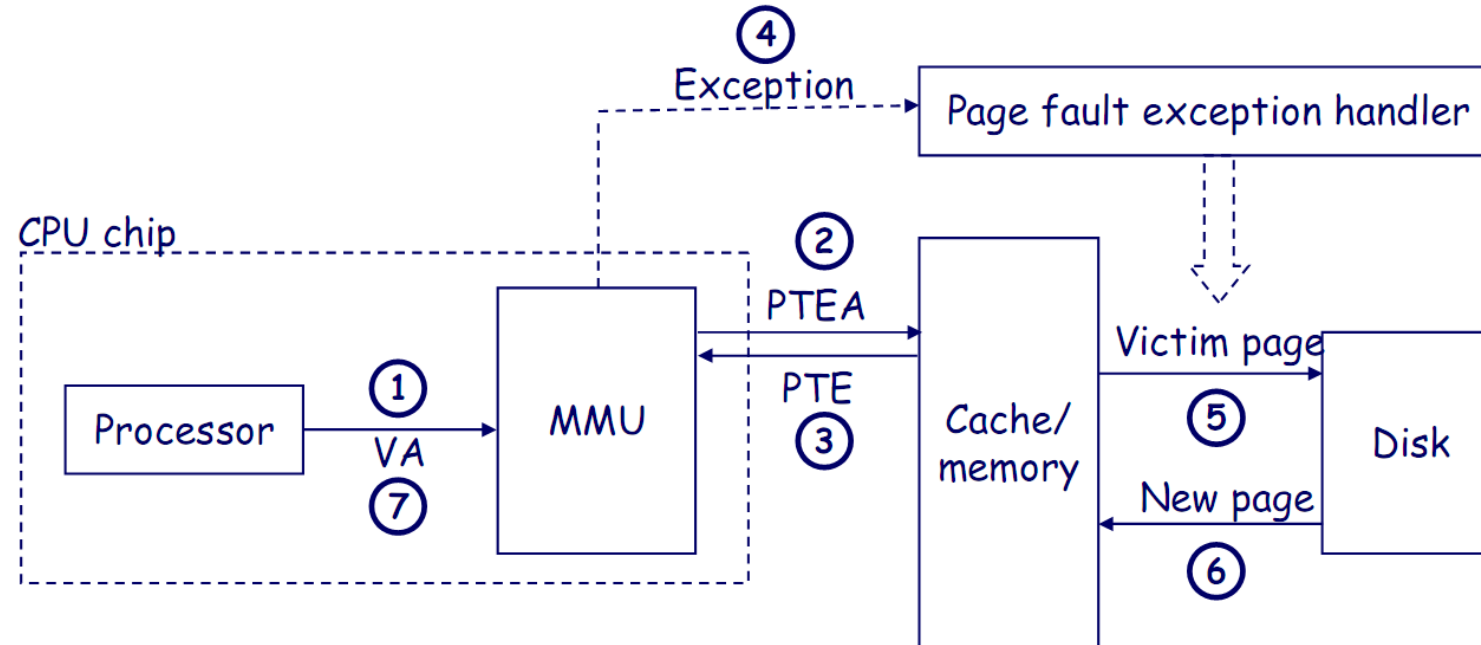 4
Exception
Page fault exception handler
CPU chip
2
PTEA
Victim page
1
PTE
Processor
MMU
Cache/
memory
5
Disk
VA
3
7
New page
6